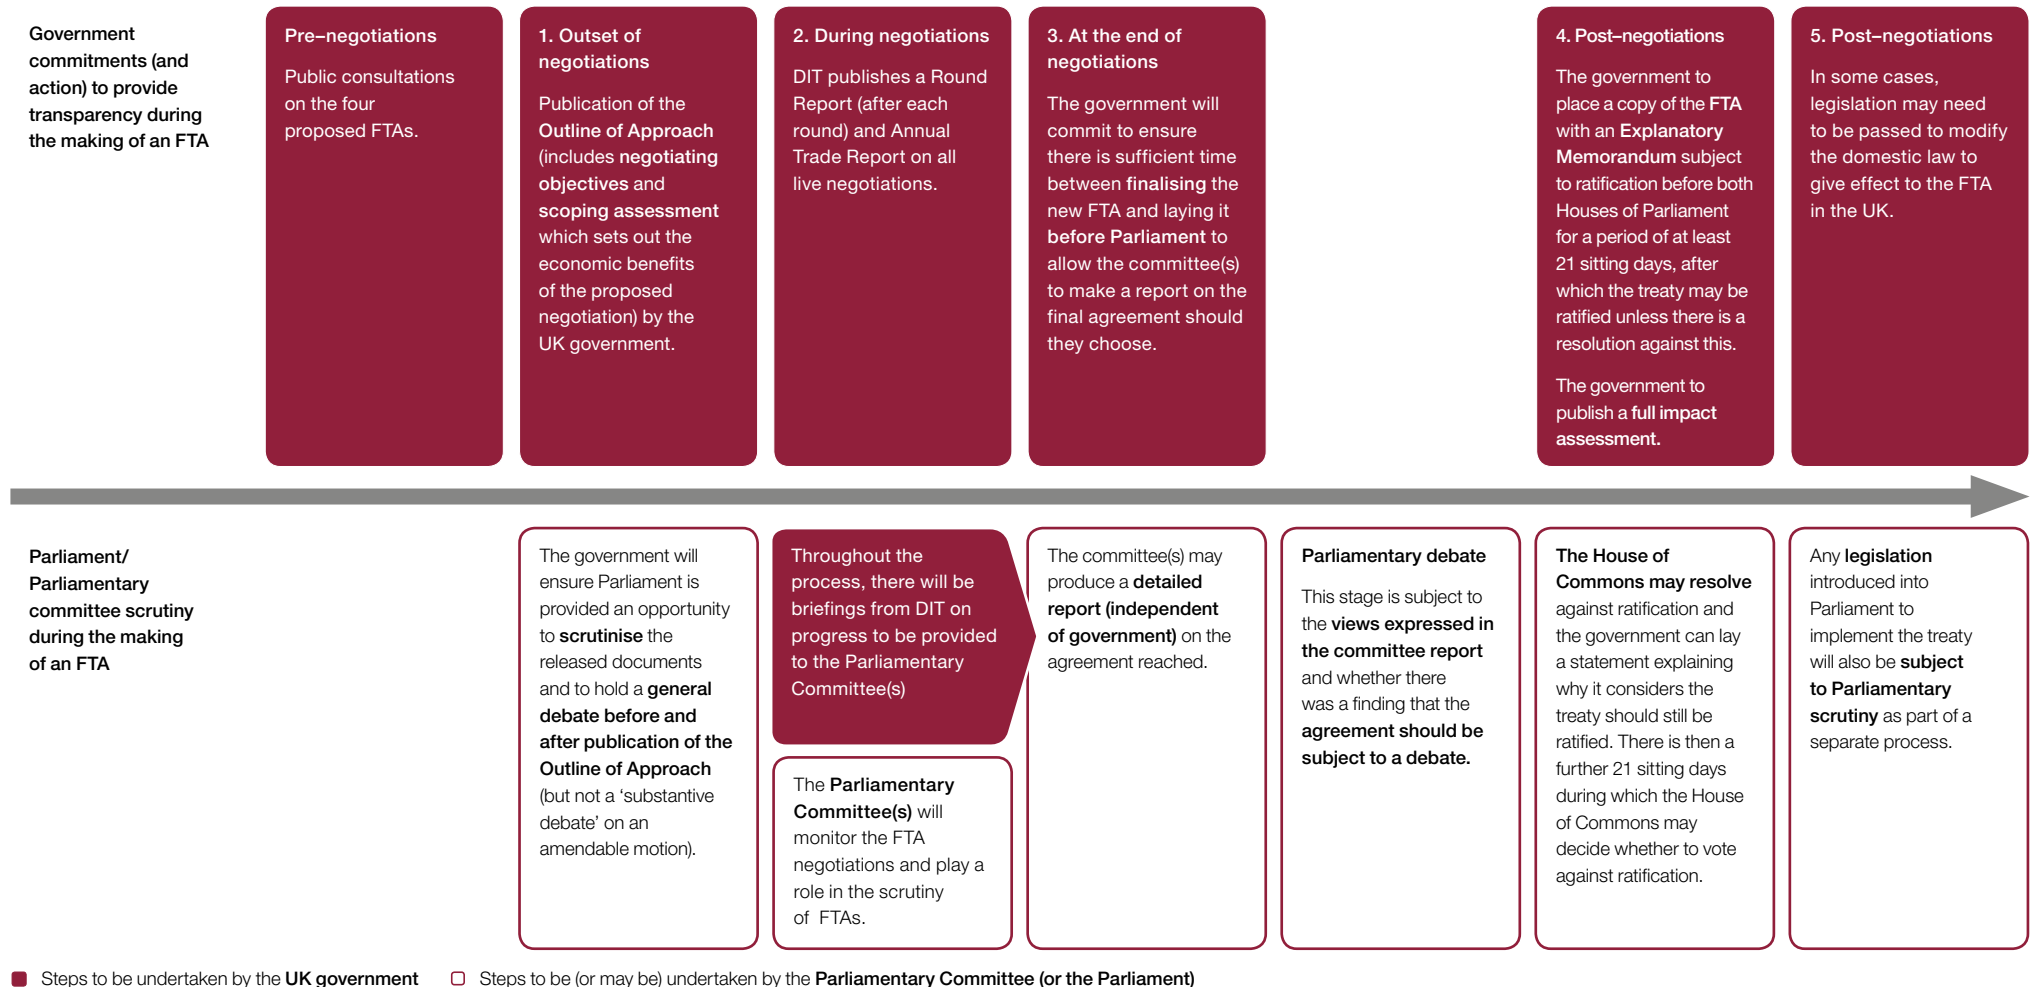 Government
commitments (and
action) to provide
transparency during
the making of an FTA
Pre–negotiations
Public consultations
on the four
proposed FTAs.
1. Outset of
negotiations
Publication of the
Outline of Approach
(includes negotiating
objectives and
scoping assessment
which sets out the
economic benefits
of the proposed
negotiation) by the
UK government.
2. During negotiations
DIT publishes a Round
Report (after each
round) and Annual
Trade Report on all
live negotiations.
3. At the end of
negotiations
The government will
commit to ensure
there is sufficient time
between finalising the
new FTA and laying it
before Parliament to
allow the committee(s)
to make a report on the
final agreement should
they choose.
4. Post–negotiations
The government to
place a copy of the FTA
with an Explanatory
Memorandum subject
to ratification before both
Houses of Parliament
for a period of at least
21 sitting days, after
which the treaty may be
ratified unless there is a
resolution against this.
The government to
publish a full impact
assessment.
5. Post–negotiations
In some cases,
legislation may need
to be passed to modify
the domestic law to
give effect to the FTA
in the UK.
Parliament/
Parliamentary
committee scrutiny
during the making
of an FTA
The government will
ensure Parliament is
provided an opportunity
to scrutinise the
released documents
and to hold a general
debate before and
after publication of the
Outline of Approach
(but not a ‘substantive
debate’ on an
amendable motion).
Throughout the
process, there will be
briefings from DIT on
progress to be provided
to the Parliamentary
Committee(s)
The Parliamentary
Committee(s) will
monitor the FTA
negotiations and play a
role in the scrutiny
of FTAs.
The committee(s) may
produce a detailed
report (independent
of government) on the
agreement reached.
Parliamentary debate
This stage is subject to
the views expressed in
the committee report
and whether there
was a finding that the
agreement should be
subject to a debate.
The House of
Commons may resolve
against ratification and
the government can lay
a statement explaining
why it considers the
treaty should still be
ratified. There is then a
further 21 sitting days
during which the House
of Commons may
decide whether to vote
against ratification.
Any legislation
introduced into
Parliament to
implement the treaty
will also be subject
to Parliamentary
scrutiny as part of a
separate process.
Steps to be undertaken by the UK government
Steps to be (or may be) undertaken by the Parliamentary Committee (or the Parliament)